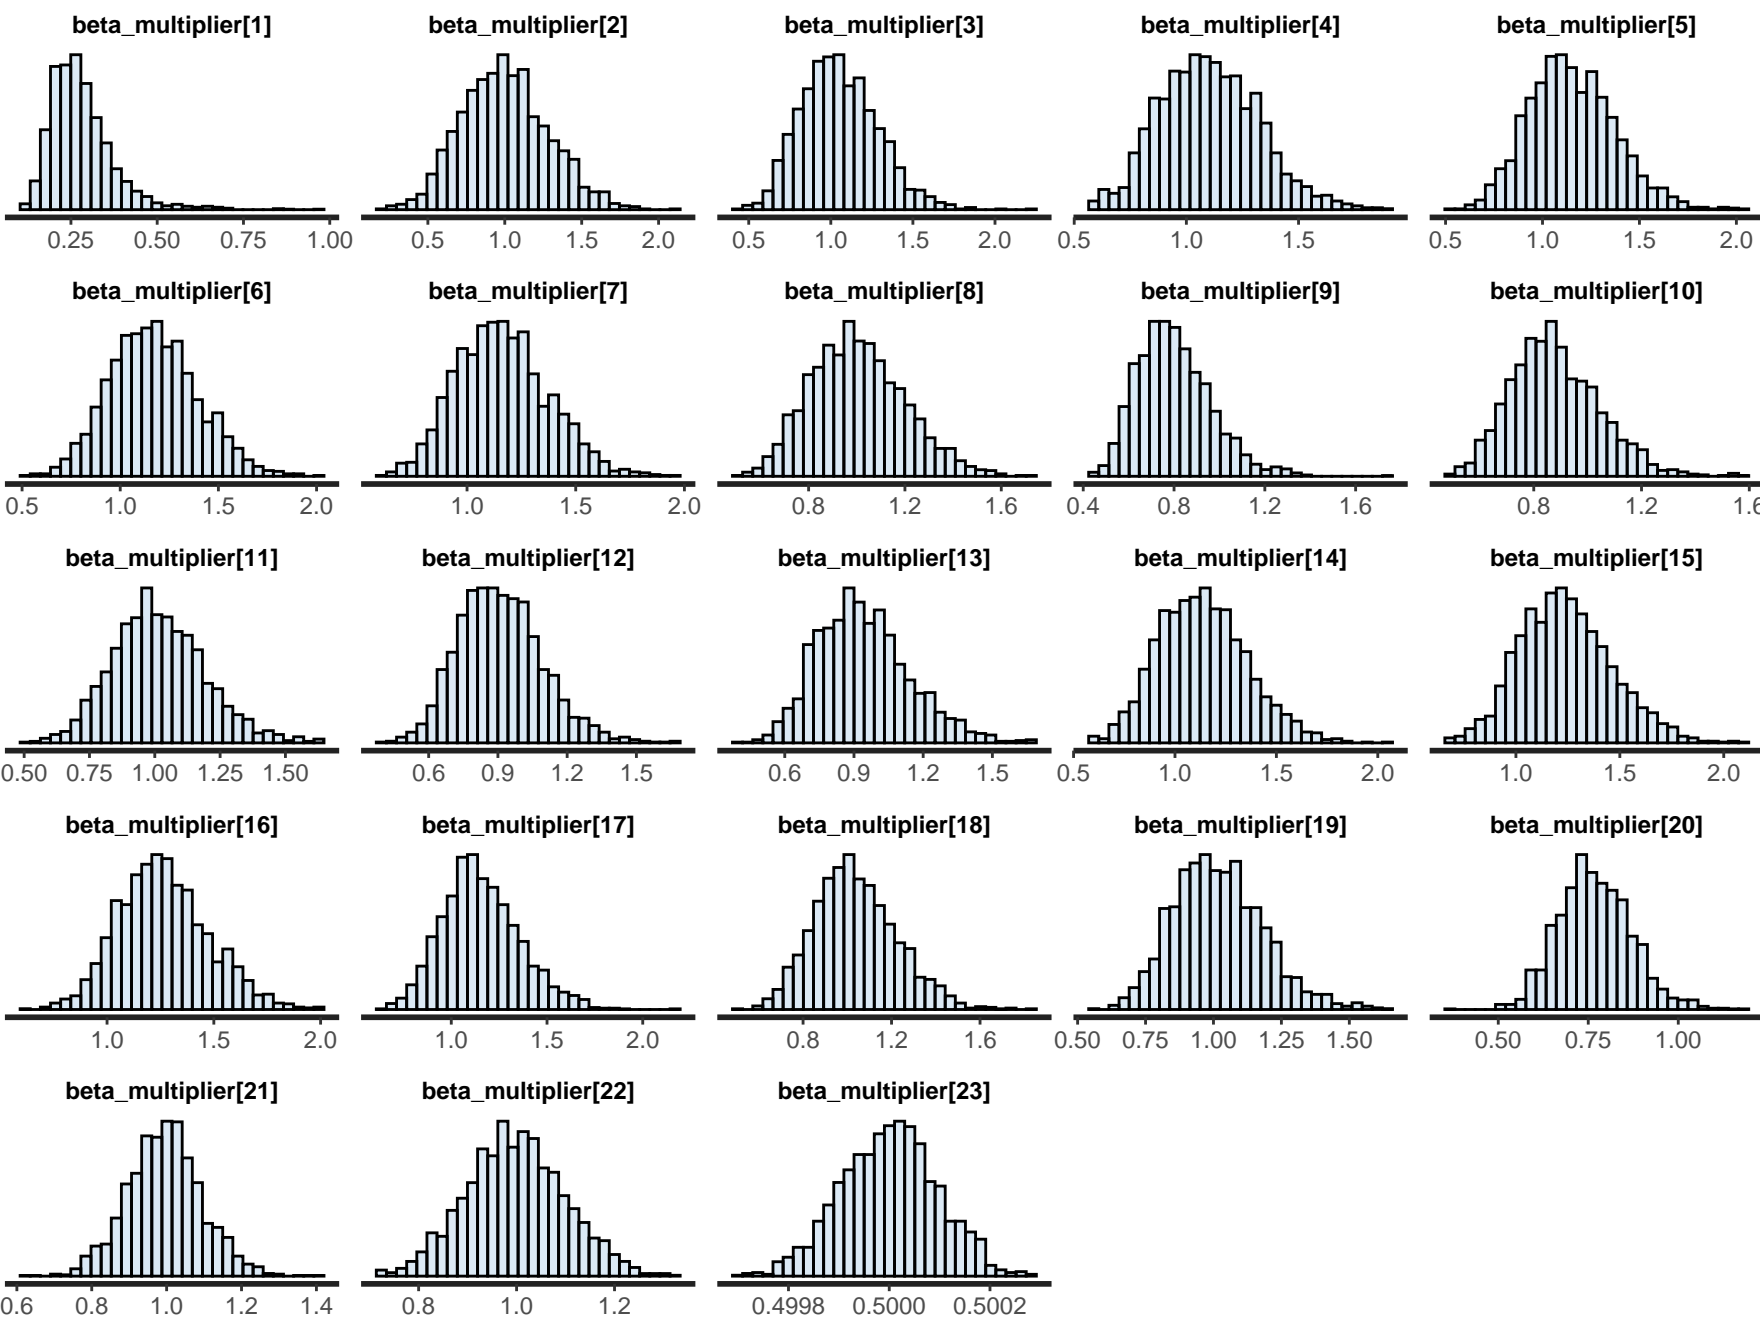 beta_multiplier[1] beta_multiplier[2] beta_multiplier[3] beta_multiplier[4] beta_multiplier[5]
0.25 0.50 0.75 1.00 0.5 1.0 1.5 2.0 0.5 1.0 1.5 2.0 0.5 1.0 1.5 0.5 1.0 1.5 2.0
beta_multiplier[6] beta_multiplier[7] beta_multiplier[8] beta_multiplier[9] beta_multiplier[10]
0.5 1.0 1.5 2.0 1.0 1.5 2.0 0.8 1.2 1.6 0.4 0.8 1.2 1.6 0.8 1.2 1.6
beta_multiplier[11] beta_multiplier[12] beta_multiplier[13] beta_multiplier[14] beta_multiplier[15]
0.50 0.75 1.00 1.25 1.50 0.6 0.9 1.2 1.5 0.6 0.9 1.2 1.5 0.5 1.0 1.5 2.0 1.0 1.5 2.0
beta_multiplier[16] beta_multiplier[17] beta_multiplier[18] beta_multiplier[19] beta_multiplier[20]
1.0 1.5 2.0 1.0 1.5 2.0 0.8 1.2 1.6 0.50 0.75 1.00 1.25 1.50 0.50 0.75 1.00
beta_multiplier[21] beta_multiplier[22] beta_multiplier[23]
0.6 0.8 1.0 1.2 1.4 0.8 1.0 1.2 0.4998 0.5000 0.5002